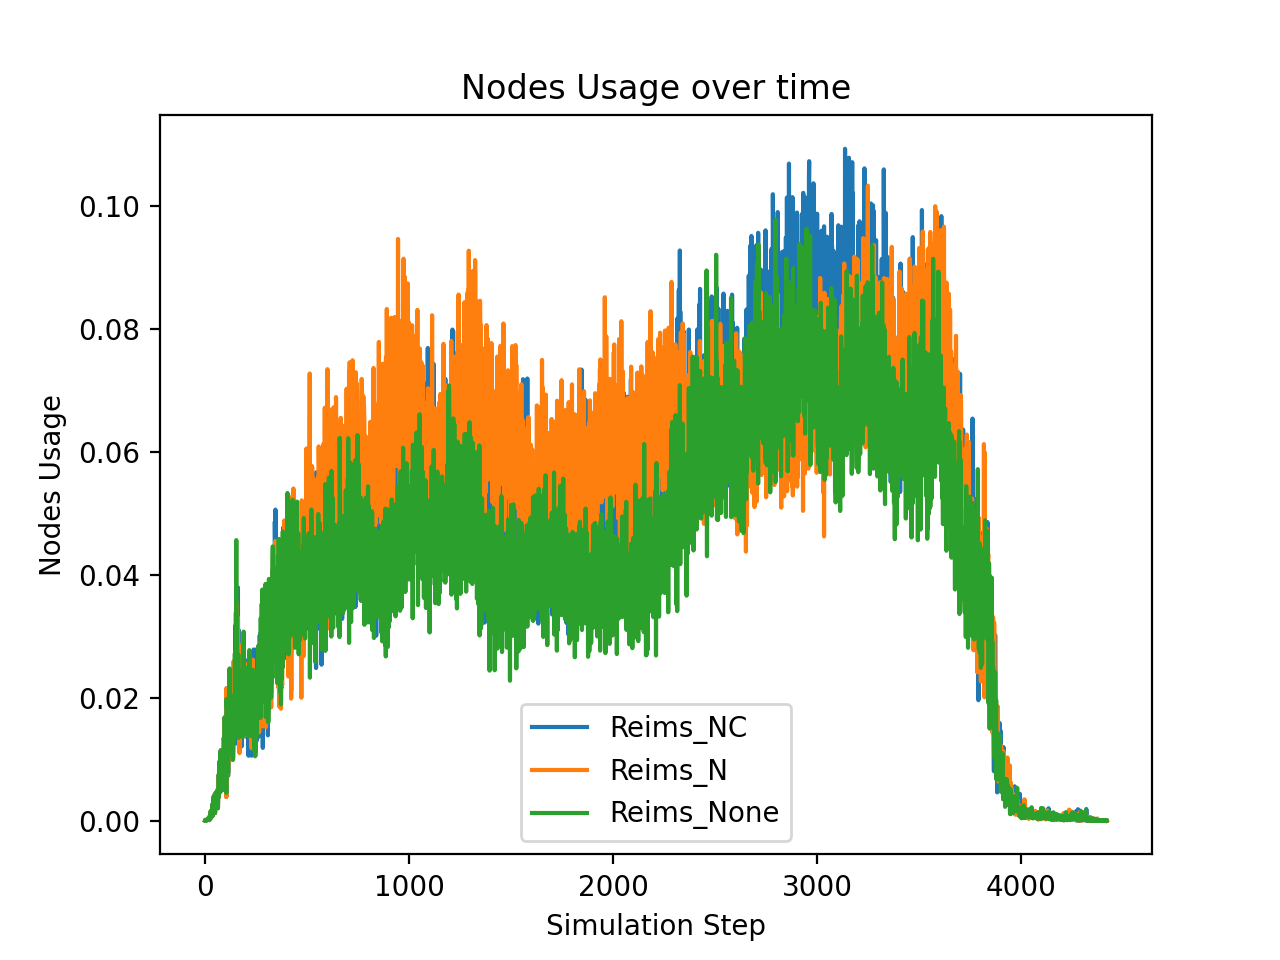 Nodes Usage over time
Nodes Usage
0.10
0.08
0.06
0.04
0.02
0.00
Reims_NC
Reims_N
Reims_None
0 1000 2000 3000 4000
Simulation Step